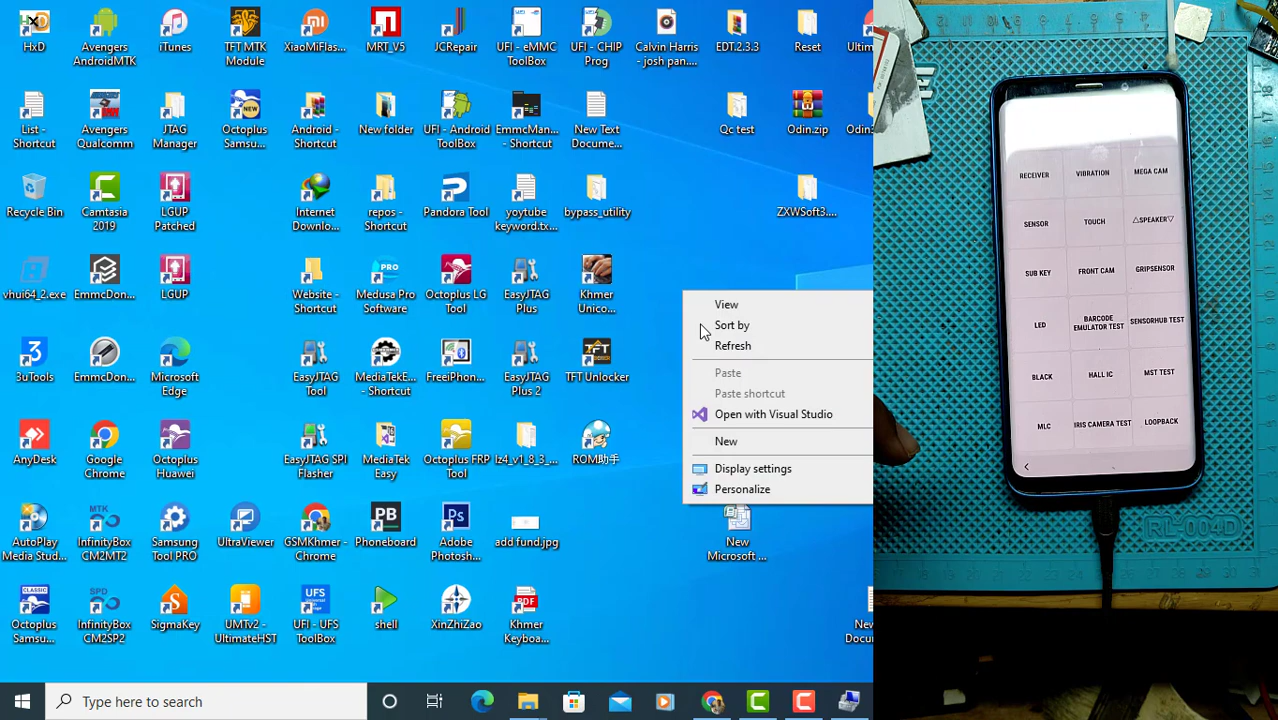 HxD
Avengers
AndroidMTK
iTunes
TFT MTK
Module
XiaoMiFlas...
MRT_V5
JCRepair
UFI - eMMC
ToolBox
UFI - CHIP
Prog
Calvin Harris
- josh pan....
EDT.2.3.3
Reset
Ultim
List -
Shortcut
Avengers
Qualcomm
JTAG
Manager
Octoplus
Samsu...
Android -
Shortcut
New folder
UFI - Android
ToolBox
EmmcMan...
- Shortcut
New Text
Docume...
Qc test
Odin.zip
Odin3
Recycle Bin
Camtasia
2019
LGUP
Patched
Internet
Downlo...
repos -
Shortcut
Pandora Tool
yoytube
keyword.tx...
bypass_utility
ZXWSoft3....
vhui64_2.exe
EmmcDon...
LGUP
Website -
Shortcut
Medusa Pro
Software
Octoplus LG
Tool
EasyJTAG
Plus
Khmer
Unico...
3uTools
EmmcDon...
Microsoft
Edge
EasyJTAG
Tool
MediaTekE...
- Shortcut
FreeiPhon...
EasyJTAG
Plus 2
TFT Unlocker
AnyDesk
Google
Chrome
Octoplus
Huawei
EasyJTAG SPI
Flasher
MediaTek
Easy
Octoplus FRP
Tool
lz4_v1_8_3_...
ROM助手
AutoPlay
Media Stud...
InfinityBox
CM2MT2
Samsung
Tool PRO
UltraViewer
GSMKhmer -
Chrome
Phoneboard
Adobe
Photosh...
add fund.jpg
New
Microsoft ...
Octoplus
Samsu...
InfinityBox
CM2SP2
SigmaKey
UMTv2 -
UltimateHST
UFI - UFS
ToolBox
shell
XinZhiZao
Khmer
Keyboa...
New
Docum
View
Sort by
Refresh
Paste
Paste shortcut
Open with Visual Studio
New
Display settings
Personalize
Type here to search
RECEIVER
VIBRATION
MEGA CAM
SENSOR
TOUCH
△SPEAKER▽
SUB KEY
FRONT CAM
GRIPSENSOR
LED
BARCODE
EMULATOR TEST
SENSORHUB TEST
BLACK
HALL IC
MST TEST
MLC
IRIS CAMERA TEST
LOOPBACK